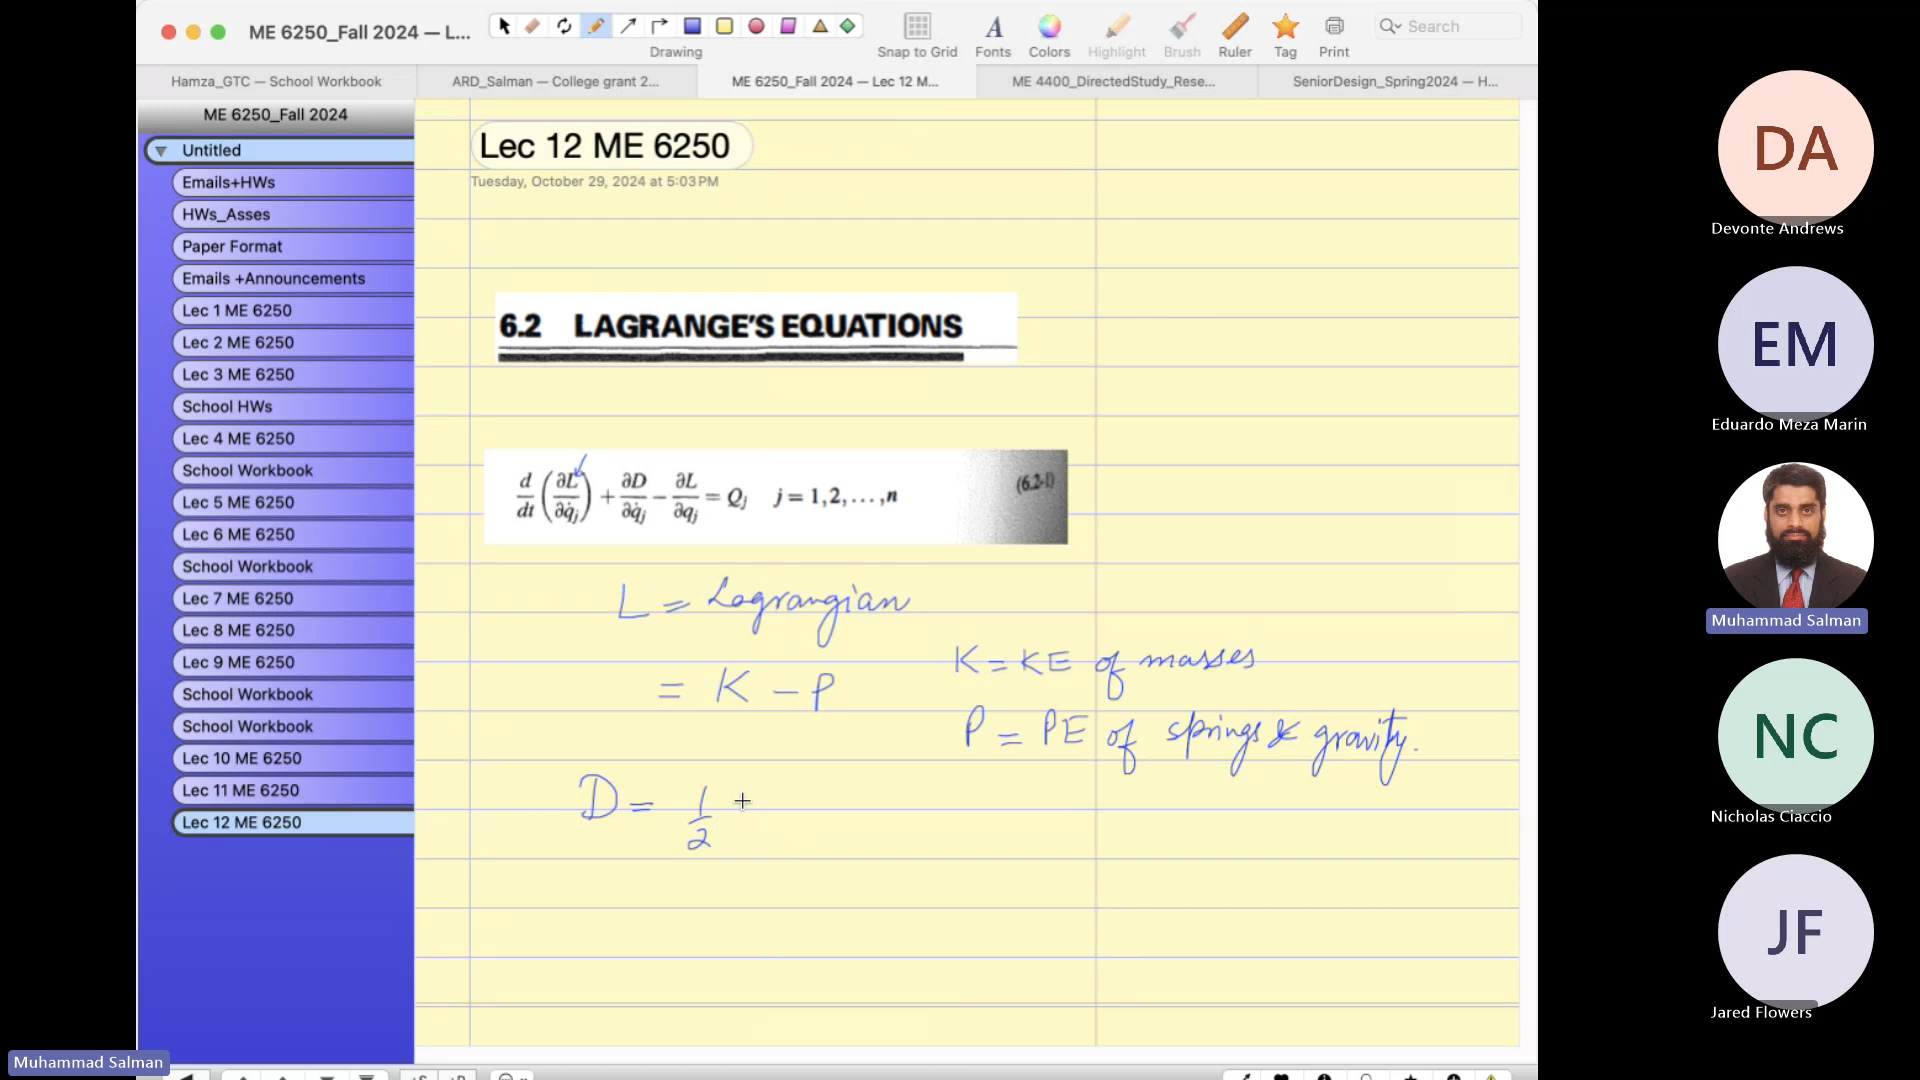 ME 6250_Fall 2024 — L...
Drawing
Snap to Grid
Fonts
Colors
Highlight
Brush
Ruler
Tag
Print
Search
Hamza_GTC — School Workbook
ARD_Salman — College grant 2...
ME 6250_Fall 2024 — Lec 12 M...
ME 4400_DirectedStudy_Rese...
SeniorDesign_Spring2024 — H...
ME 6250_Fall 2024
Untitled
Emails+HWs
HWs_Asses
Paper Format
Emails +Announcements
Lec 1 ME 6250
Lec 2 ME 6250
Lec 3 ME 6250
School HWs
Lec 4 ME 6250
School Workbook
Lec 5 ME 6250
Lec 6 ME 6250
School Workbook
Lec 7 ME 6250
Lec 8 ME 6250
Lec 9 ME 6250
School Workbook
School Workbook
Lec 10 ME 6250
Lec 11 ME 6250
Lec 12 ME 6250
Lec 12 ME 6250
Tuesday, October 29, 2024 at 5:03 PM
6.2 LAGRANGE'S EQUATIONS
d/dt (∂L/∂q̇j) + ∂D/∂q̇j − ∂L/∂qj = Qj j = 1,2,...,n (6.2-1)
L = Lagrangian
= K - P
K = KE of masses
P = PE of springs & gravity.
D = 1/2
DA
Devonte Andrews
EM
Eduardo Meza Marin
Muhammad Salman
NC
Nicholas Ciaccio
JF
Jared Flowers
Muhammad Salman